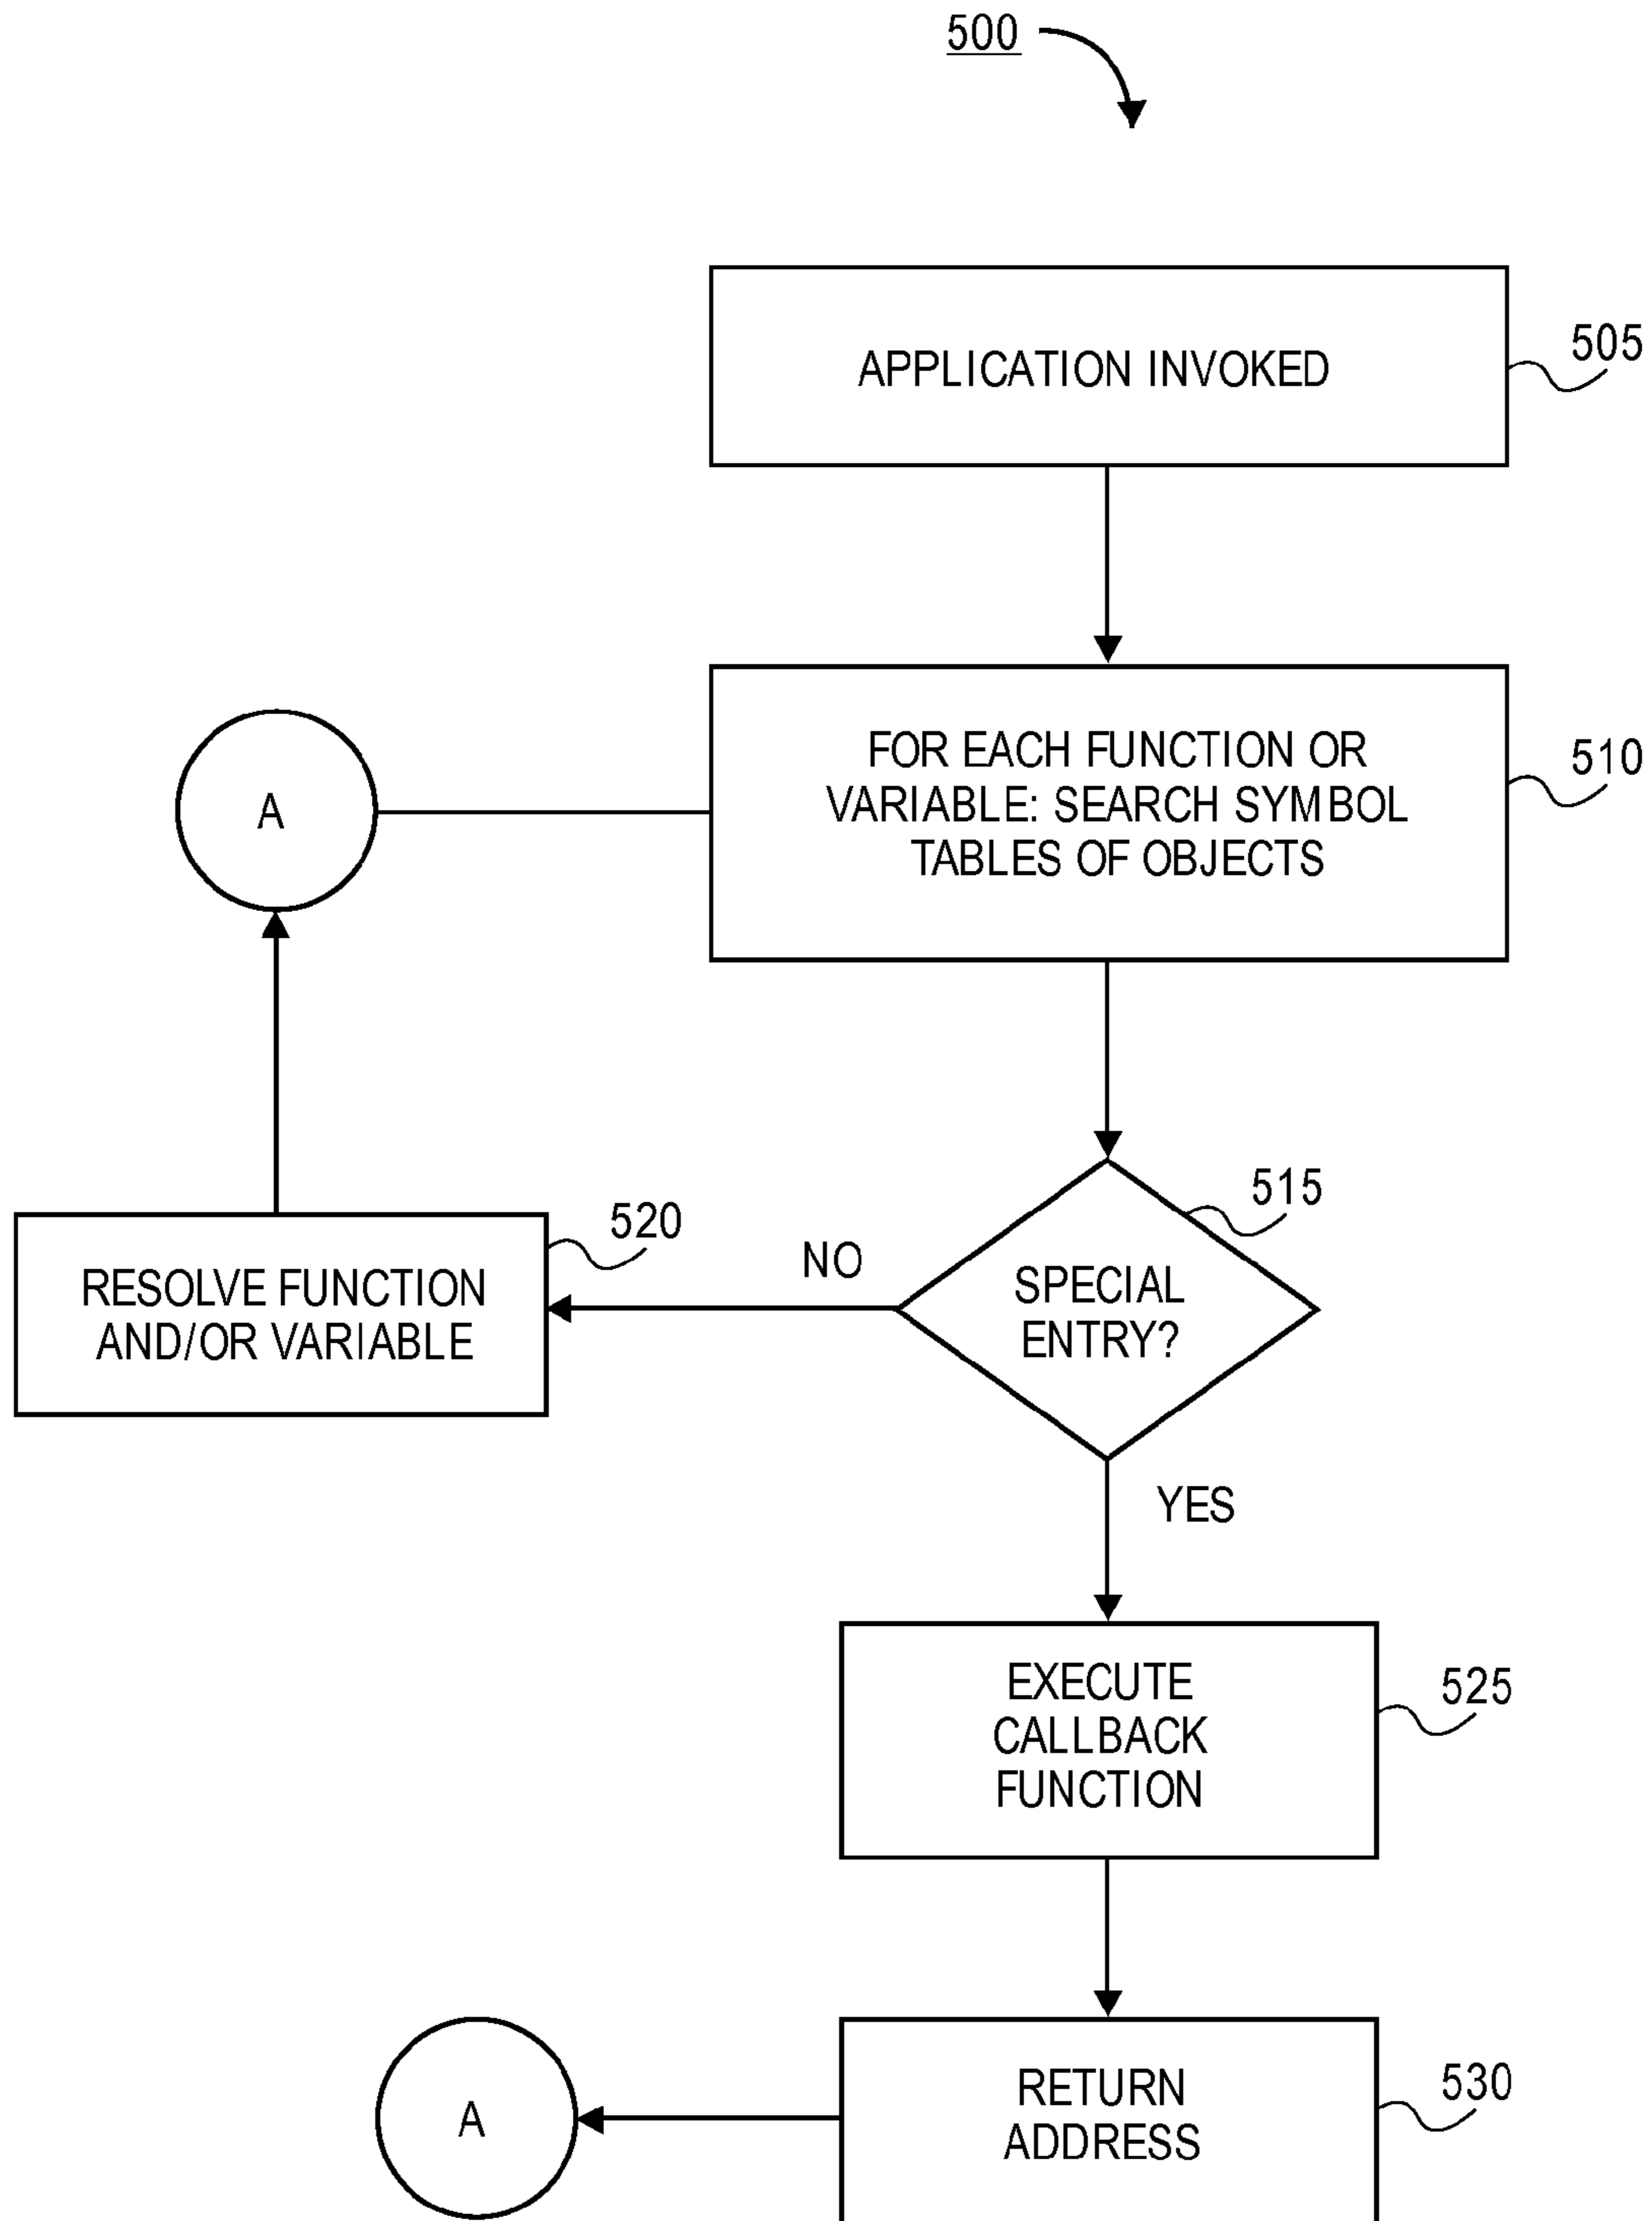 500
APPLICATION INVOKED
505
FOR EACH FUNCTION OR
VARIABLE: SEARCH SYMBOL
TABLES OF OBJECTS
510
A
515
SPECIAL
ENTRY?
NO
520
RESOLVE FUNCTION
AND/OR VARIABLE
YES
EXECUTE
CALLBACK
FUNCTION
525
RETURN
ADDRESS
530
A